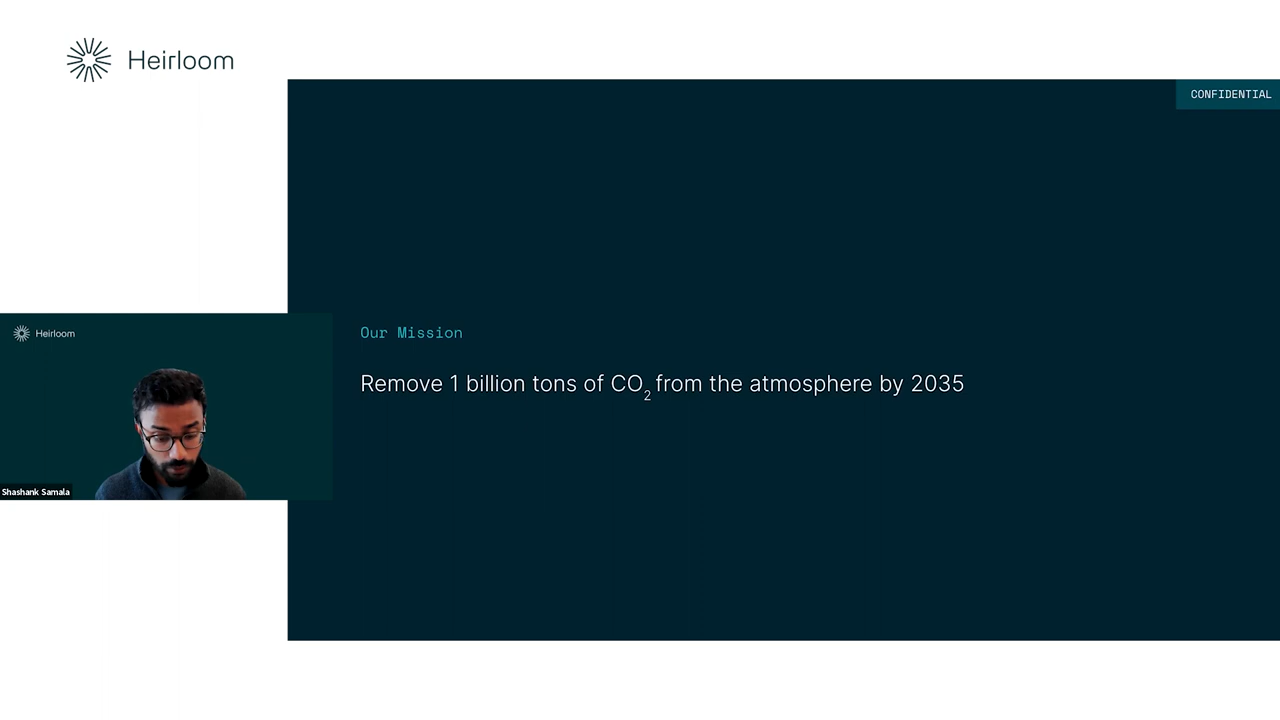 Heirloom
CONFIDENTIAL
Our Mission
Remove 1 billion tons of CO₂ from the atmosphere by 2035
Heirloom
Shashank Samala